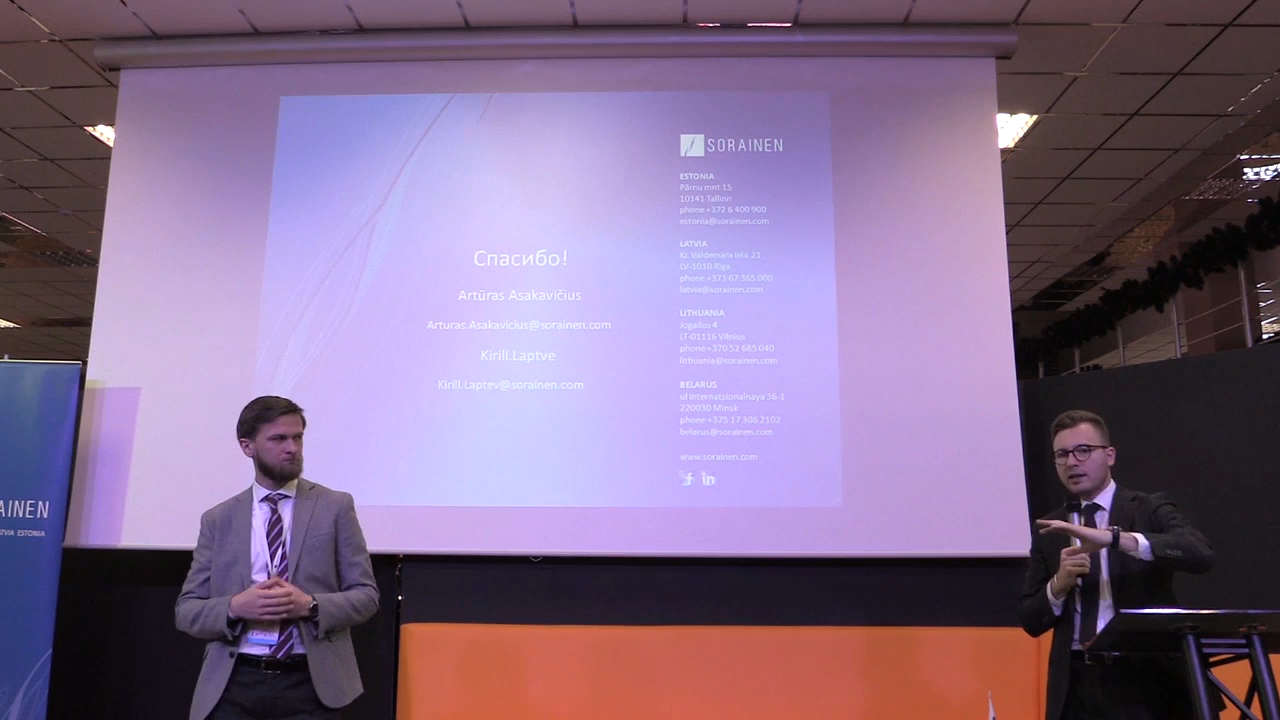 Спасибо!
Artūras Asakavičius
Arturas.Asakavicius@sorainen.com
Kirill.Laptve
Kirill.Laptev@sorainen.com
SORAINEN
ESTONIA
Pärnu mnt 15
10141 Tallinn
phone +372 6 400 900
estonia@sorainen.com
LATVIA
Kr. Valdemāra iela 21
LV-1010 Riga
phone +371 67 365 000
latvia@sorainen.com
LITHUANIA
Jogailos 4
LT-01116 Vilnius
phone +370 52 685 040
lithuania@sorainen.com
BELARUS
ul Internatsionalnaya 36-1
220030 Minsk
phone +375 17 306 2102
belarus@sorainen.com
www.sorainen.com
f in
AINEN
TVIA ESTONIA